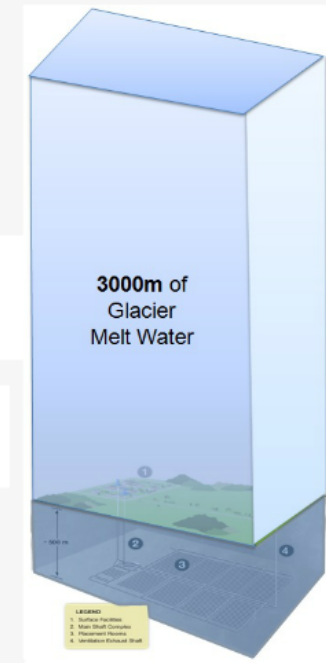 3000m of
Glacier
Melt Water
1
2
3
4
~ 500 m
LEGEND
1. Surface Facilities
2. Main Shaft Complex
3. Placement Rooms
4. Ventilation Exhaust Shaft